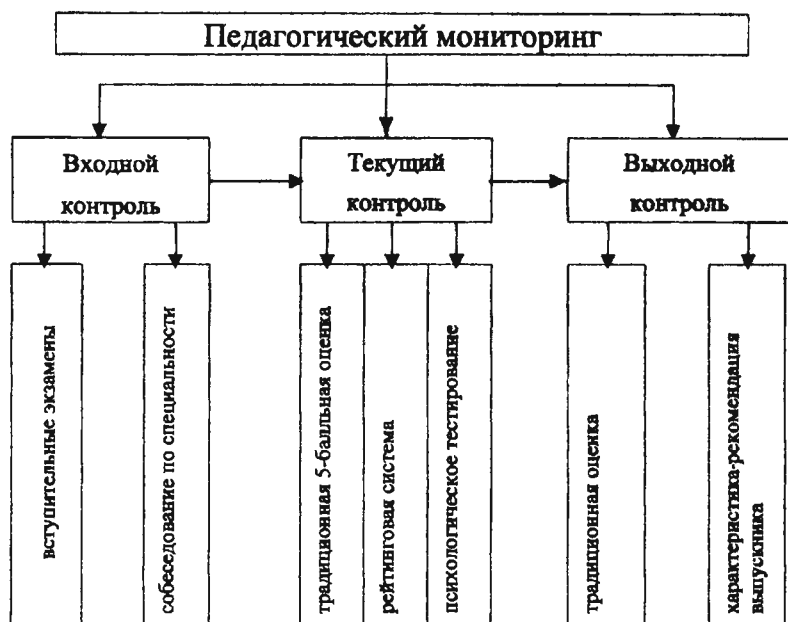 Педагогический мониторинг
Входной
контроль
Текущий
контроль
Выходной
контроль
вступительные экзамены
собеседование по специальности
традиционная 5-балльная оценка
рейтинговая система
психологическое тестирование
традиционная оценка
характеристика-рекомендация
выпускника